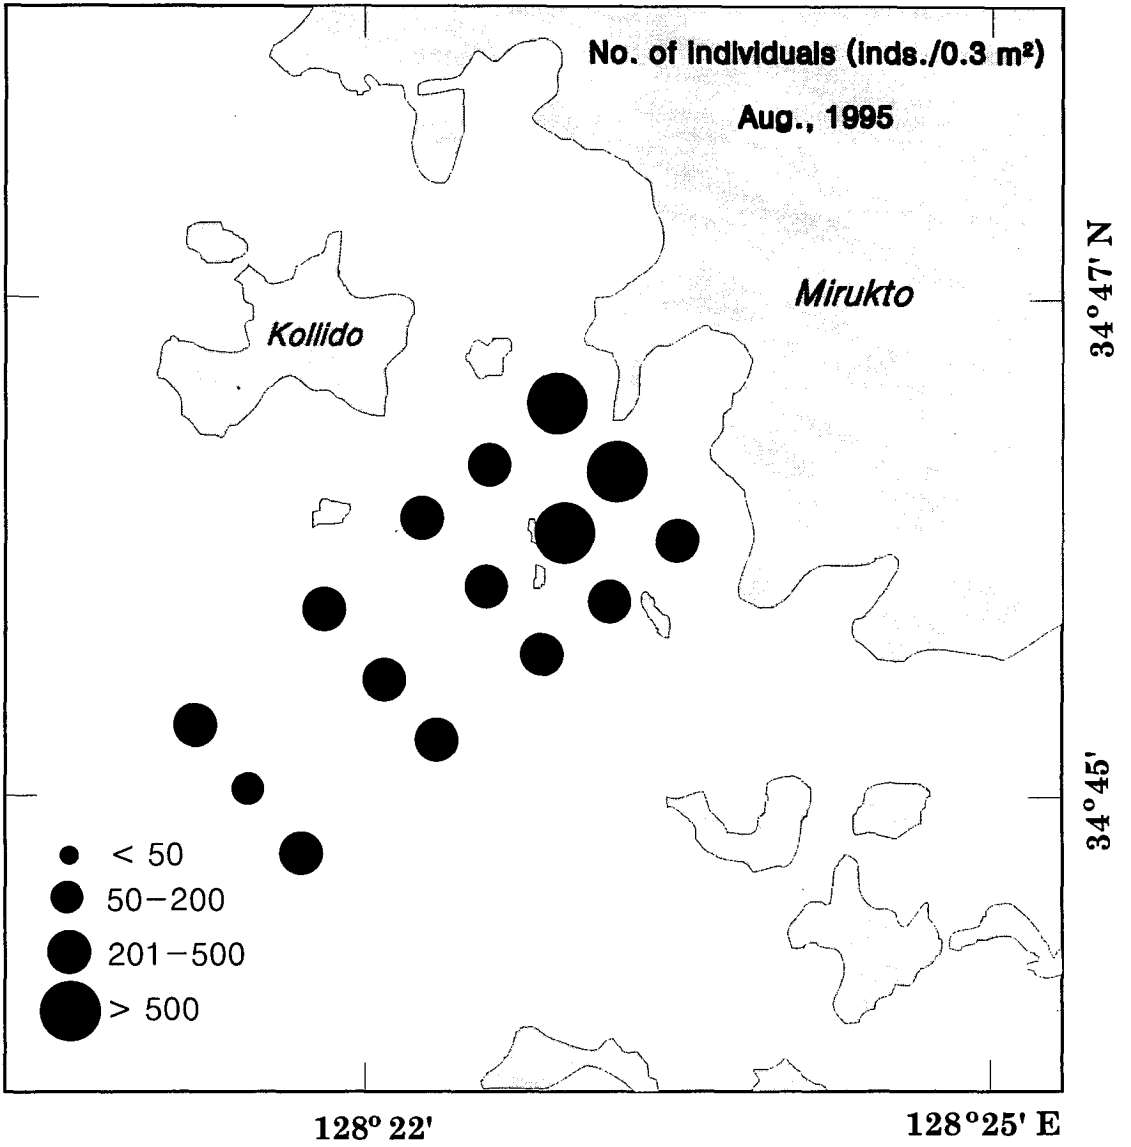 No. of Individuals (inds./0.3 m²)
Aug., 1995
34°47' N
Mirukto
Kollido
34°45'
< 50
50-200
201-500
> 500
128° 22'
128°25' E